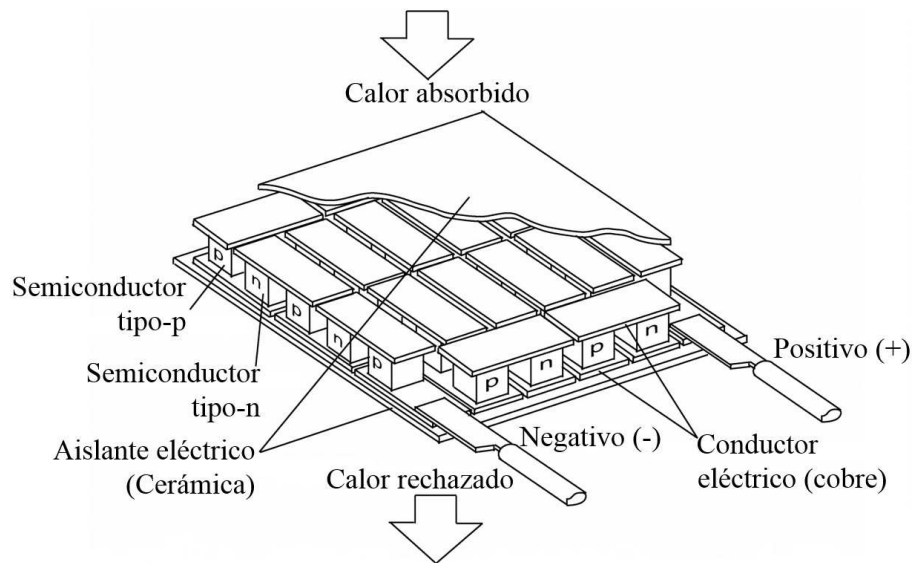 Calor absorbido
p
n
p
n
p
p
n
p
n
Semiconductor
tipo-p
Semiconductor
tipo-n
Aislante eléctrico
(Cerámica)
Positivo (+)
Negativo (-)
Conductor
eléctrico (cobre)
Calor rechazado